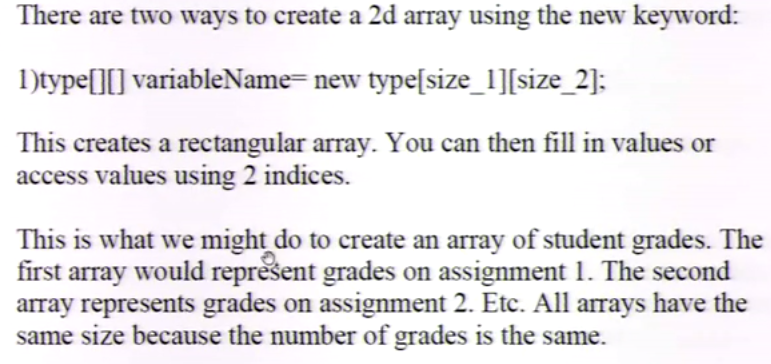 There are two ways to create a 2d array using the new keyword:
1)type[][] variableName= new type[size_1][size_2];
This creates a rectangular array. You can then fill in values or
access values using 2 indices.
This is what we might do to create an array of student grades. The
first array would represent grades on assignment 1. The second
array represents grades on assignment 2. Etc. All arrays have the
same size because the number of grades is the same.